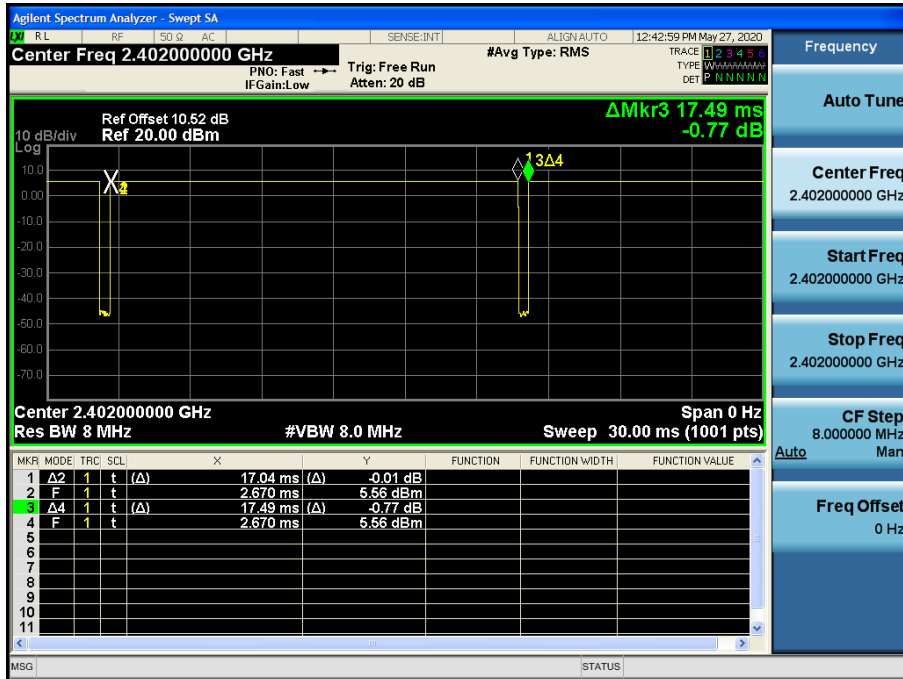 Agilent Spectrum Analyzer - Swept SA
LXI RL RF 50 Ω AC SENSE:INT ALIGN AUTO 12:42:59 PM May 27, 2020
Center Freq 2.402000000 GHz #Avg Type: RMS TRACE 1 2 3 4 5 6
PNO: Fast Trig: Free Run TYPE W
IFGain:Low Atten: 20 dB DET P N N N N N
ΔMkr3 17.49 ms
-0.77 dB
Ref Offset 10.52 dB
10 dB/div Ref 20.00 dBm
Log
10.0
0.00
-10.0
-20.0
-30.0
-40.0
-50.0
-60.0
-70.0
1 3Δ4
Center 2.402000000 GHz Span 0 Hz
Res BW 8 MHz #VBW 8.0 MHz Sweep 30.00 ms (1001 pts)
MKR MODE TRC SCL X Y FUNCTION FUNCTION WIDTH FUNCTION VALUE
1 Δ2 1 t (Δ) 17.04 ms (Δ) -0.01 dB
2 F 1 t 2.670 ms 5.56 dBm
3 Δ4 1 t (Δ) 17.49 ms (Δ) -0.77 dB
4 F 1 t 2.670 ms 5.56 dBm
5
6
7
8
9
10
11
MSG STATUS
Frequency
Auto Tune
Center Freq
2.402000000 GHz
Start Freq
2.402000000 GHz
Stop Freq
2.402000000 GHz
CF Step
8.000000 MHz
Auto Man
Freq Offset
0 Hz